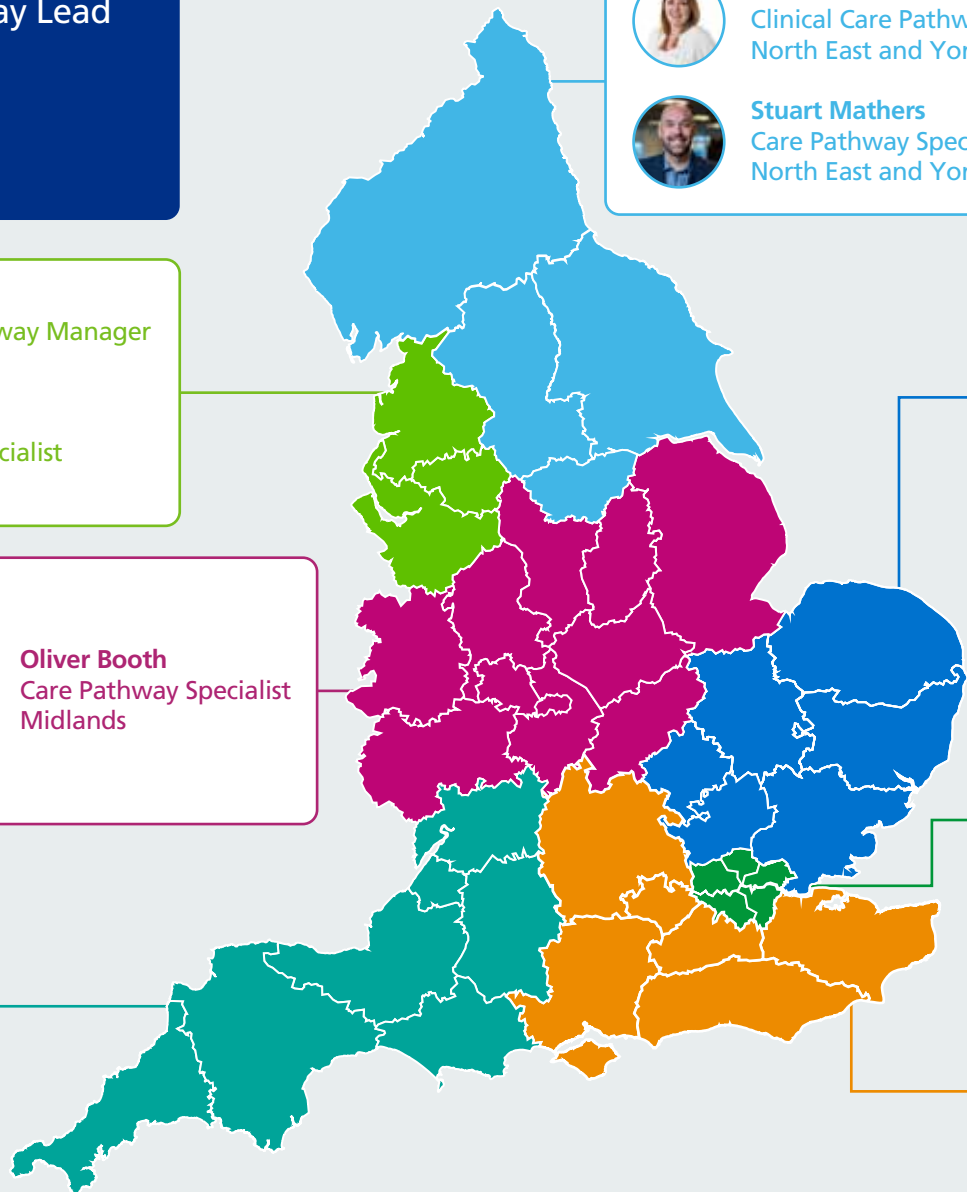 ay Lead
Clinical Care Pathw
North East and Yor
Stuart Mathers
Care Pathway Spec
North East and Yor
way Manager
cialist
Oliver Booth
Care Pathway Specialist
Midlands